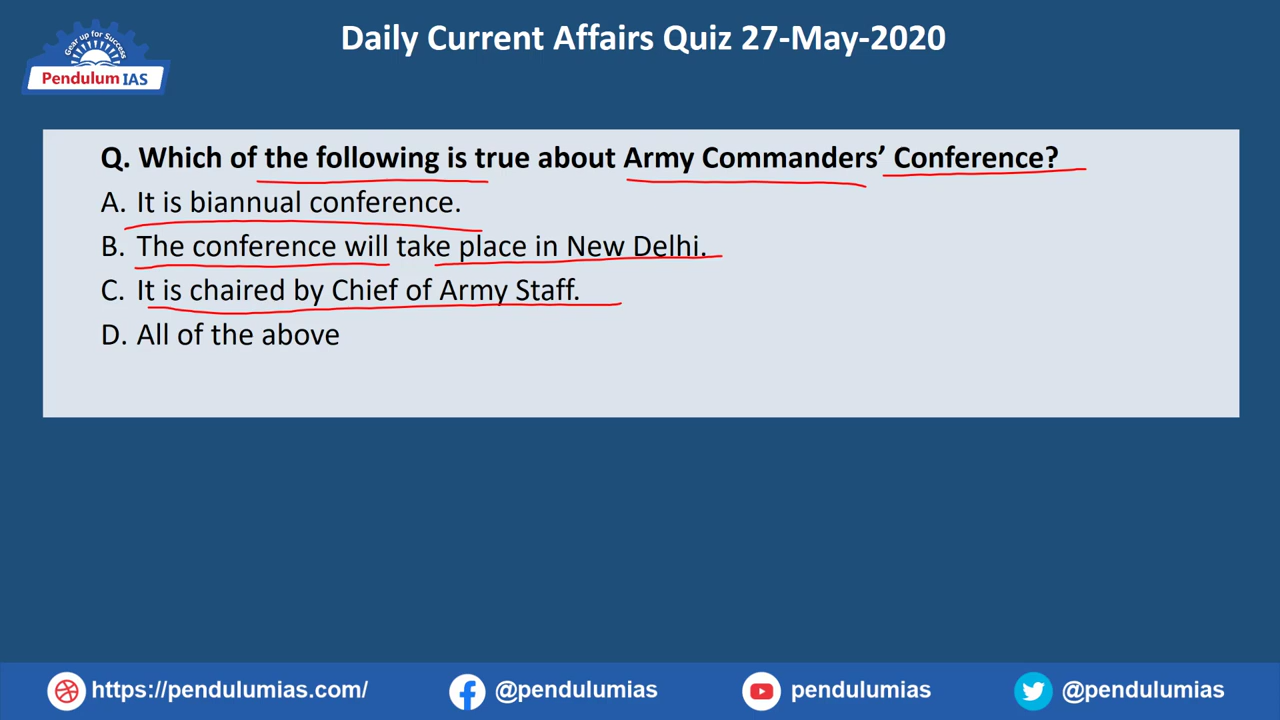 Daily Current Affairs Quiz 27-May-2020
Gear up for Success
Pendulum IAS
Q. Which of the following is true about Army Commanders’ Conference?
A. It is biannual conference.
B. The conference will take place in New Delhi.
C. It is chaired by Chief of Army Staff.
D. All of the above
https://pendulumias.com/ @pendulumias pendulumias @pendulumias